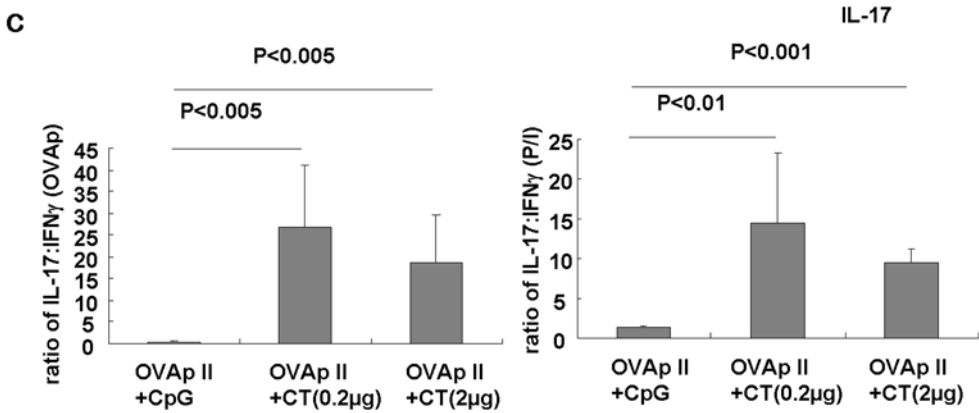 C
IL-17
P<0.005
P<0.005
ratio of IL-17:IFNγ (OVAp)
45
40
35
30
25
20
15
10
5
0
OVAp II
+CpG
OVAp II
+CT(0.2µg)
OVAp II
+CT(2µg)
P<0.001
P<0.01
ratio of IL-17:IFNγ (P/I)
25
20
15
10
5
0
OVAp II
+CpG
OVAp II
+CT(0.2µg)
OVAp II
+CT(2µg)